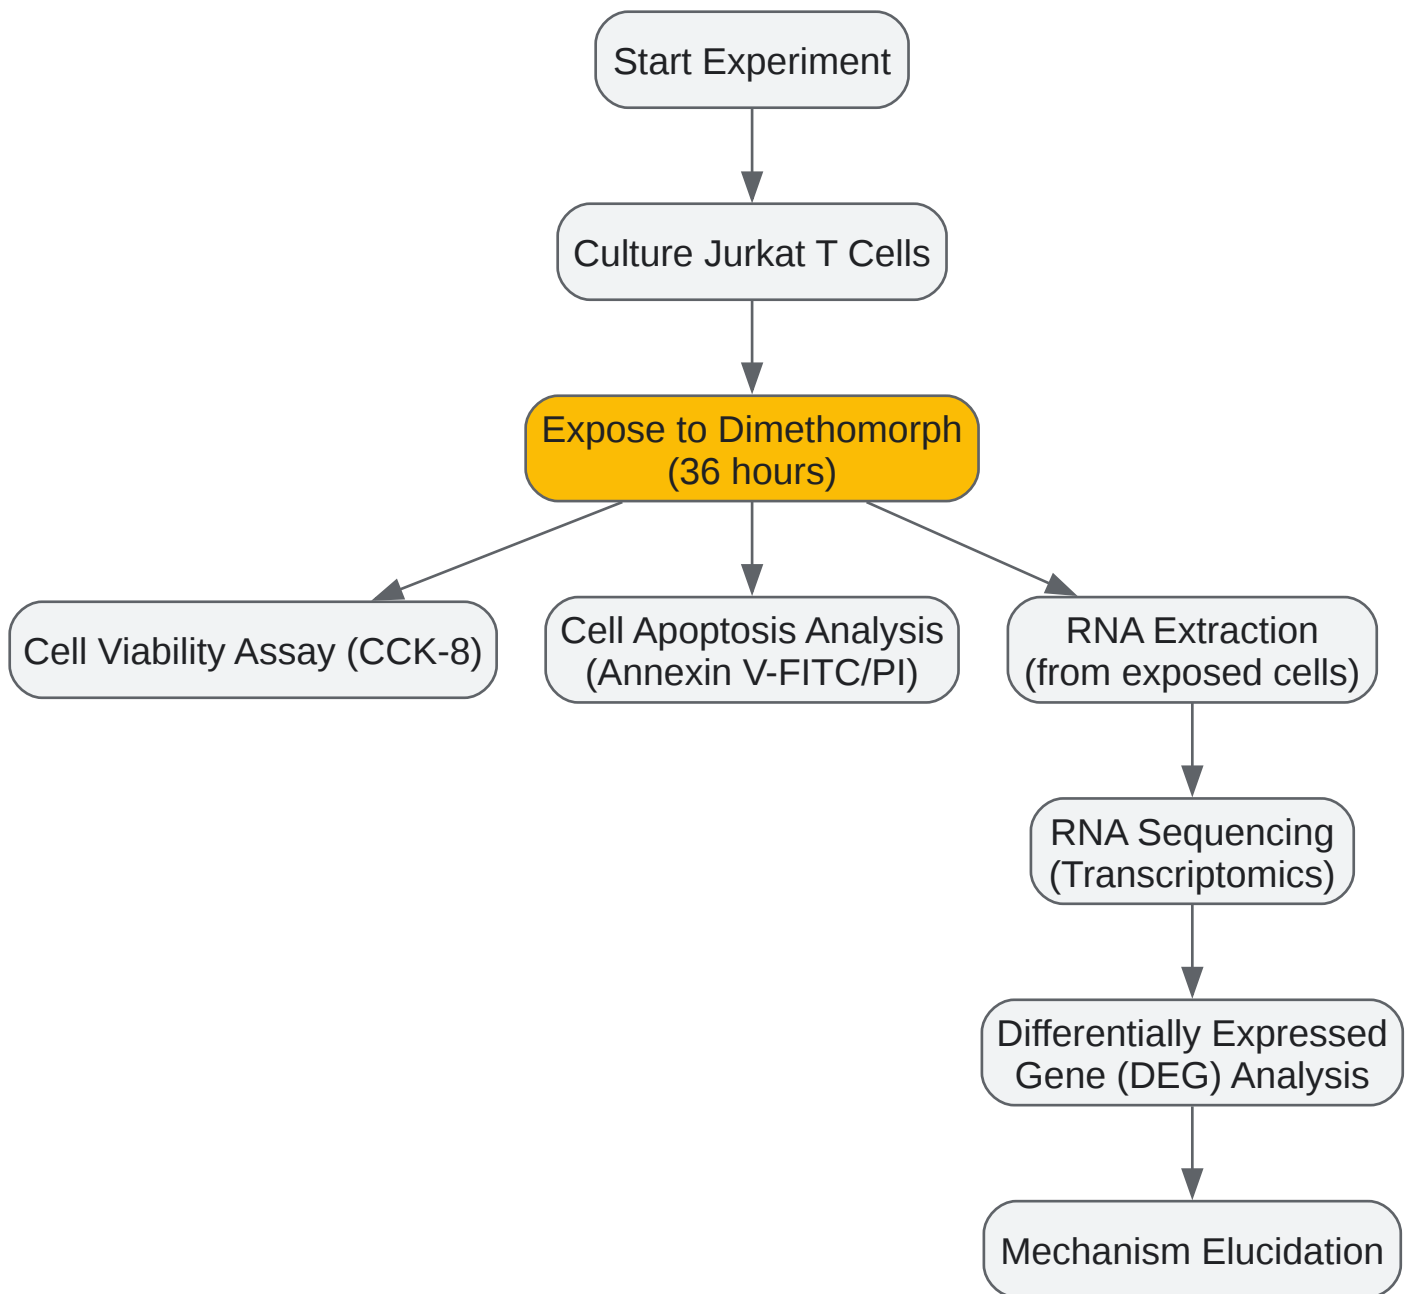 Start Experiment
Culture Jurkat T Cells
Expose to Dimethomorph
(36 hours)
Cell Viability Assay (CCK-8)
Cell Apoptosis Analysis
(Annexin V-FITC/PI)
RNA Extraction
(from exposed cells)
RNA Sequencing
(Transcriptomics)
Differentially Expressed
Gene (DEG) Analysis
Mechanism Elucidation